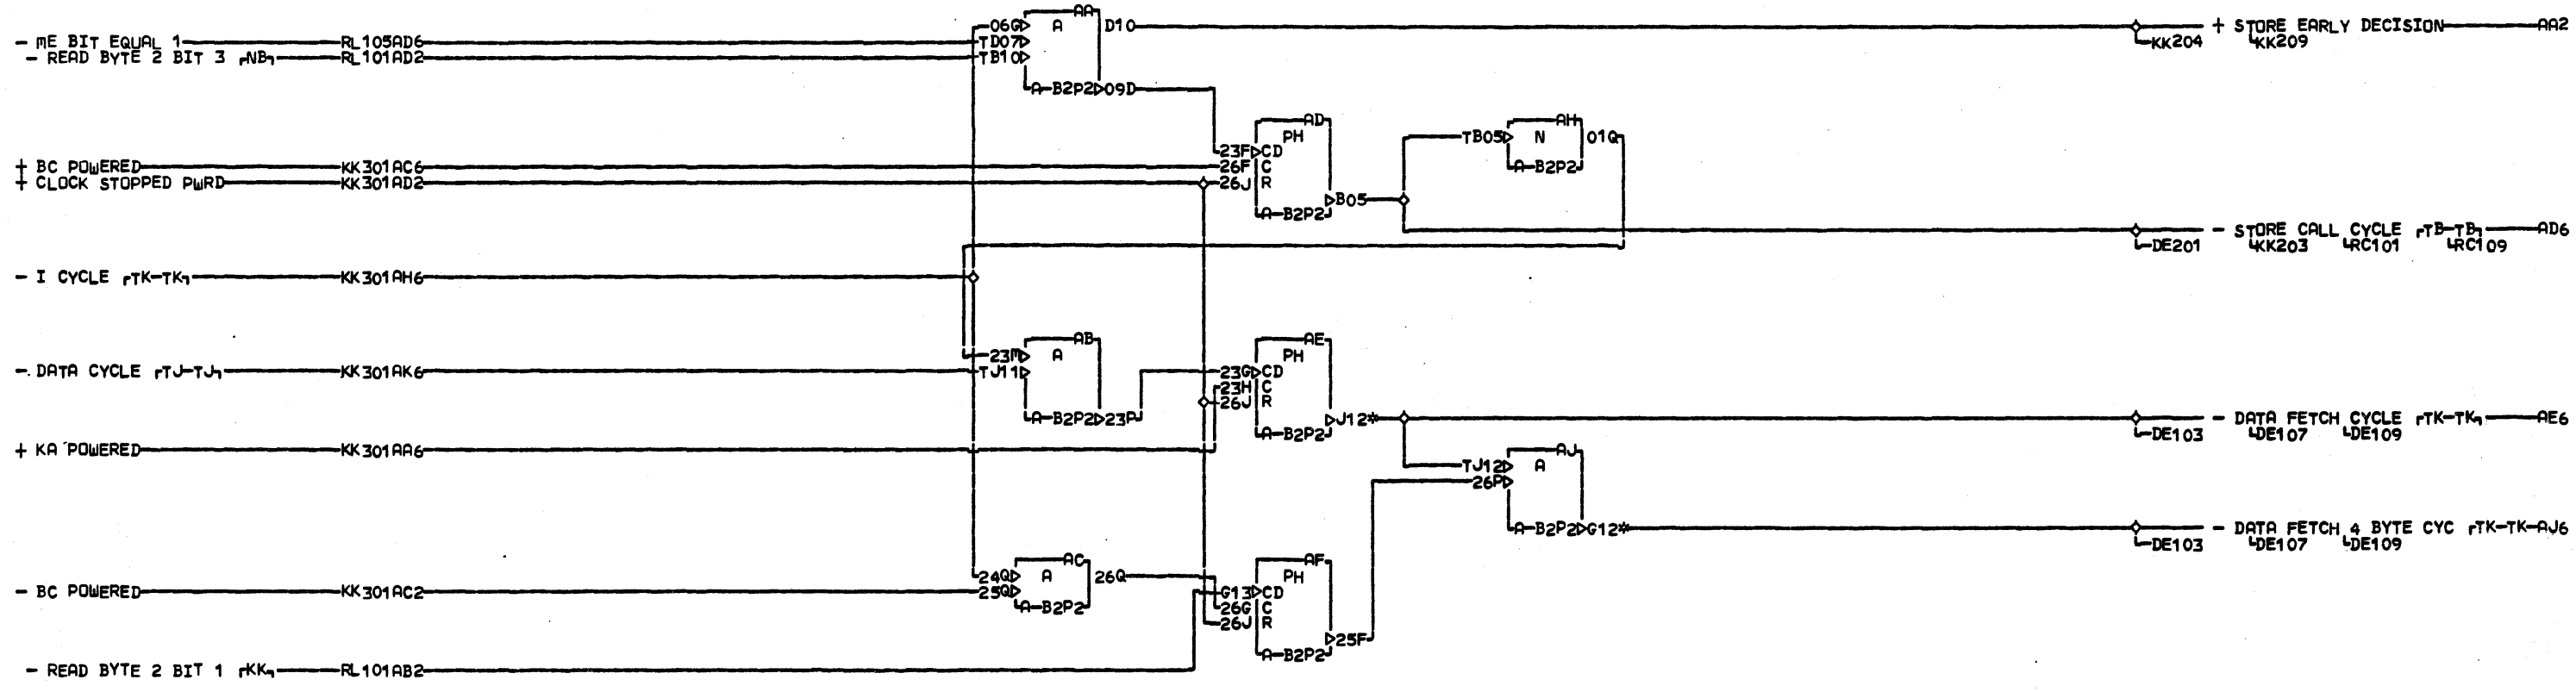 AA
06G A D10 + STORE EARLY DECISION AA2
- ME BIT EQUAL 1 RL105AD6 TD07 KK204 KK209
- READ BYTE 2 BIT 3 NB RL101AD2 TB10
A-B2P2 09D
AD AH
PH TB05 N 01Q
23F CD
+ BC POWERED KK301AC6 26F C A-B2P2
+ CLOCK STOPPED PWRD KK301AD2 26J R
B05
A-B2P2
- STORE CALL CYCLE TB-TB AD6
DE201 KK203 RC101 RC109
- I CYCLE TK-TK KK301AH6
AB AE
23M A PH
- DATA CYCLE TJ-TJ KK301AK6 TJ11 23G CD
23H C
26J R
A-B2P2 23P J12* - DATA FETCH CYCLE TK-TK AE6
A-B2P2 DE103 DE107 DE109
+ KA POWERED KK301AA6 AJ
TJ12 A
26P
A-B2P2 G12* - DATA FETCH 4 BYTE CYC TK-TK-AJ6
DE103 DE107 DE109
AC AF
24Q A 26Q PH
- BC POWERED KK301AC2 25Q G13 CD
A-B2P2 26G C
26J R
25F
A-B2P2
- READ BYTE 2 BIT 1 KK RL101AB2